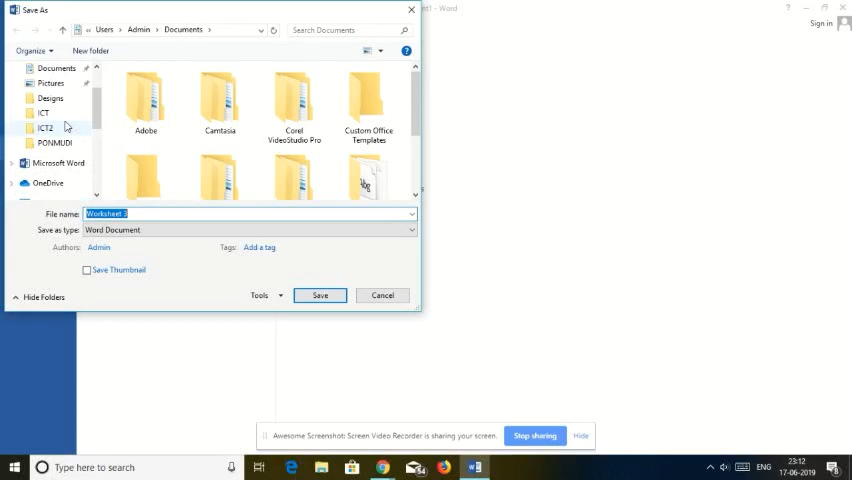 Save As
nt1 - Word
Sign in
« Users > Admin > Documents >
Search Documents
Organize
New folder
Documents
Pictures
Designs
ICT
ICT2
PONMUDI
Microsoft Word
OneDrive
Adobe
Camtasia
Corel VideoStudio Pro
Custom Office Templates
File name: Worksheet 3
Save as type: Word Document
Authors: Admin
Tags: Add a tag
Save Thumbnail
Hide Folders
Tools
Save
Cancel
Awesome Screenshot: Screen Video Recorder is sharing your screen.
Stop sharing
Hide
Type here to search
54
ENG
23:12
17-06-2019
8